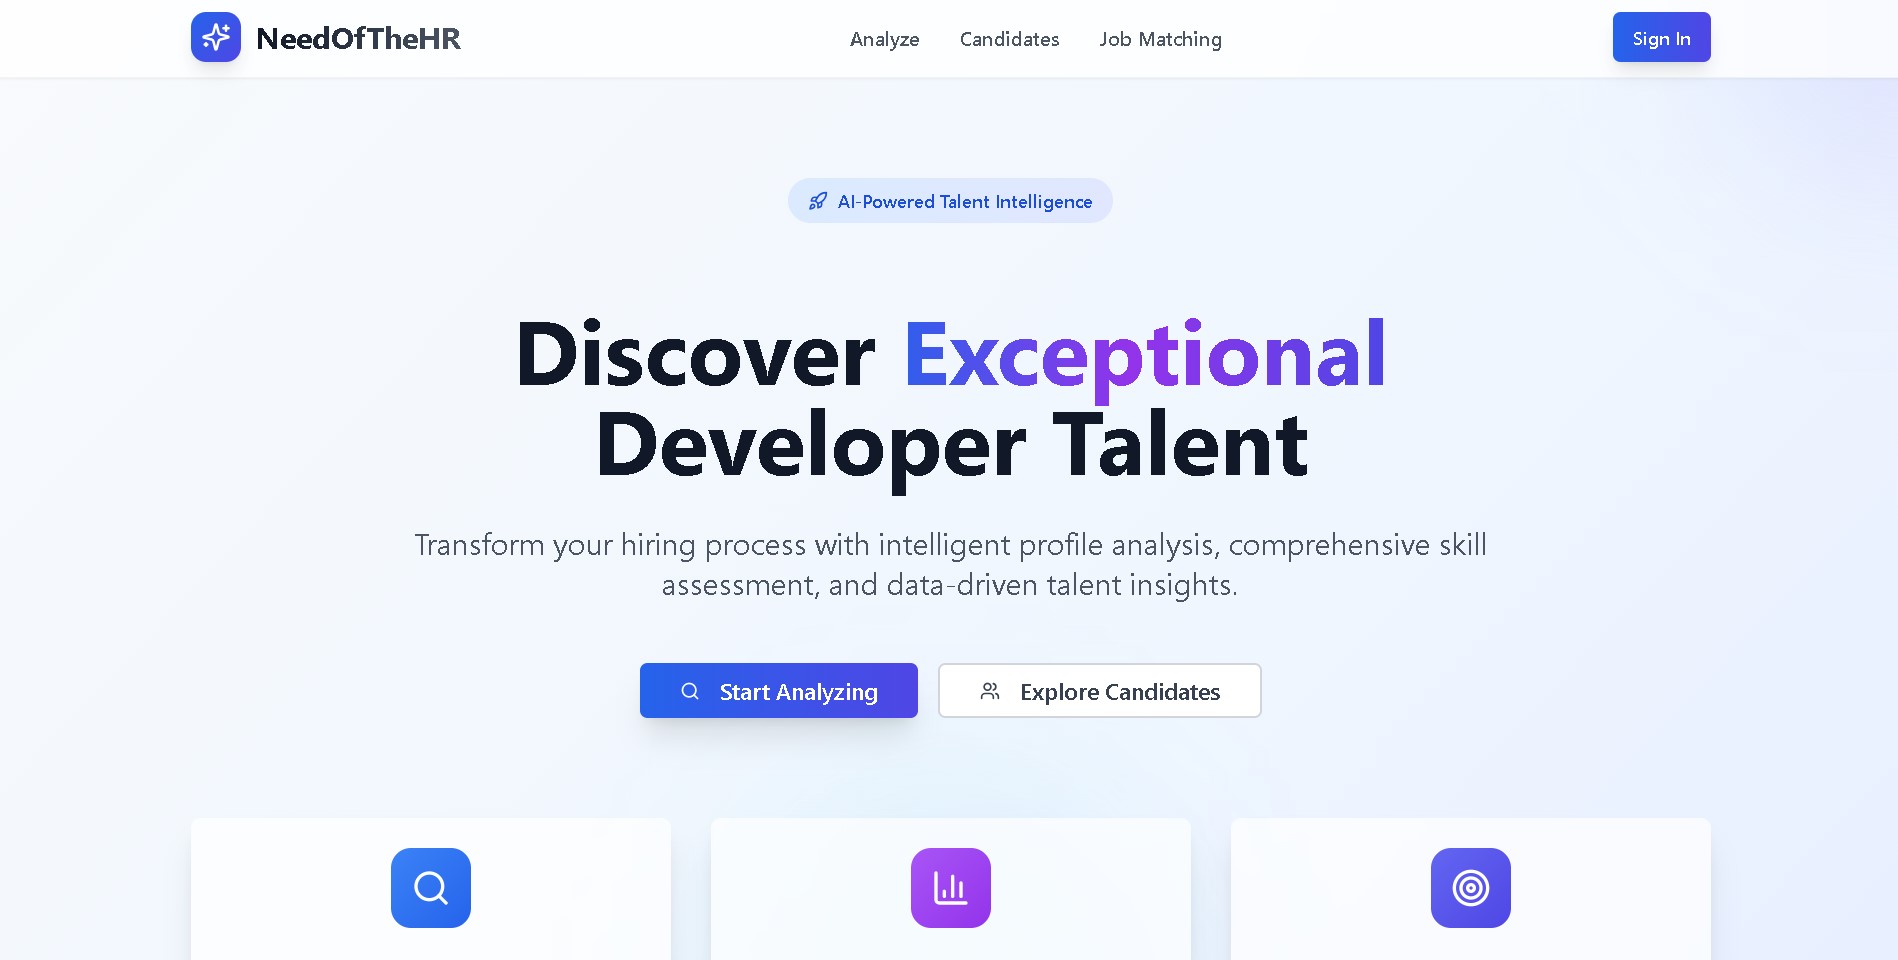 NeedOfTheHR
Analyze
Candidates
Job Matching
Sign In
AI-Powered Talent Intelligence
Discover Exceptional
Developer Talent
Transform your hiring process with intelligent profile analysis, comprehensive skill
assessment, and data-driven talent insights.
Start Analyzing
Explore Candidates